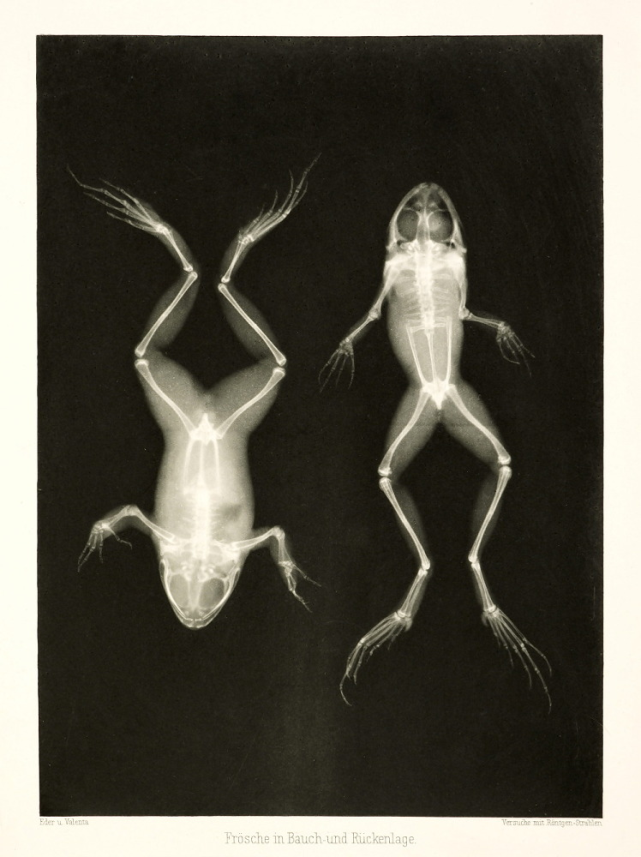 Eder u. Valenta.
Versuche mit Röntgen-Strahlen.
Frösche in Bauch-und Rückenlage.